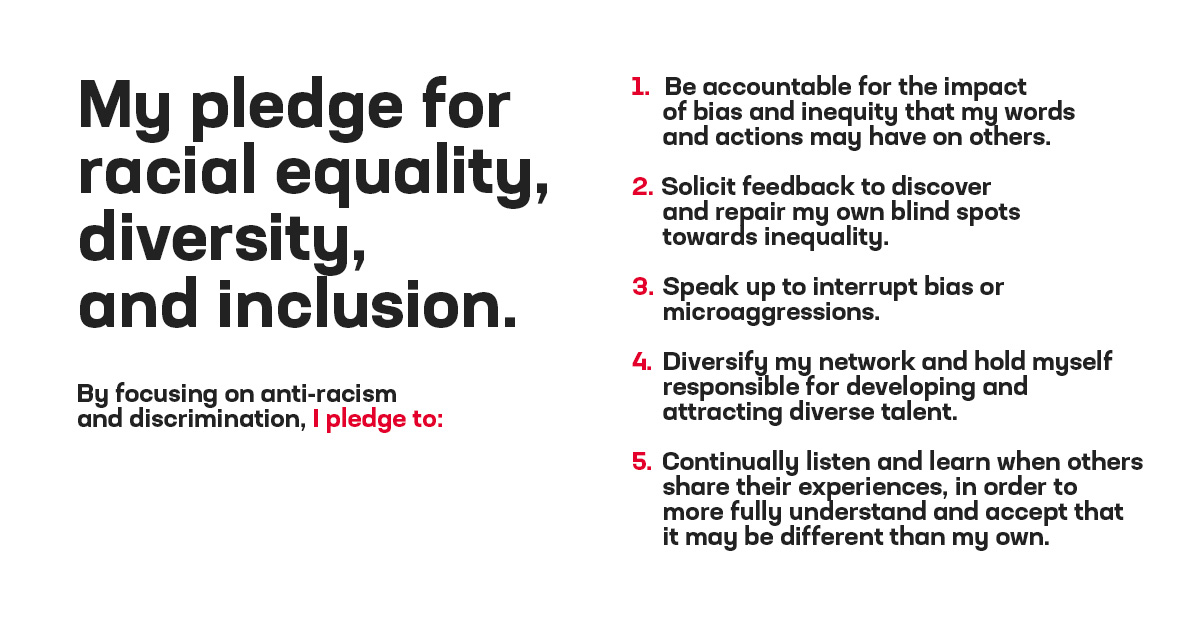 My pledge for
racial equality,
diversity,
and inclusion.
By focusing on anti-racism
and discrimination, I pledge to:
1. Be accountable for the impact
of bias and inequity that my words
and actions may have on others.
2. Solicit feedback to discover
and repair my own blind spots
towards inequality.
3. Speak up to interrupt bias or
microaggressions.
4. Diversify my network and hold myself
responsible for developing and
attracting diverse talent.
5. Continually listen and learn when others
share their experiences, in order to
more fully understand and accept that
it may be different than my own.